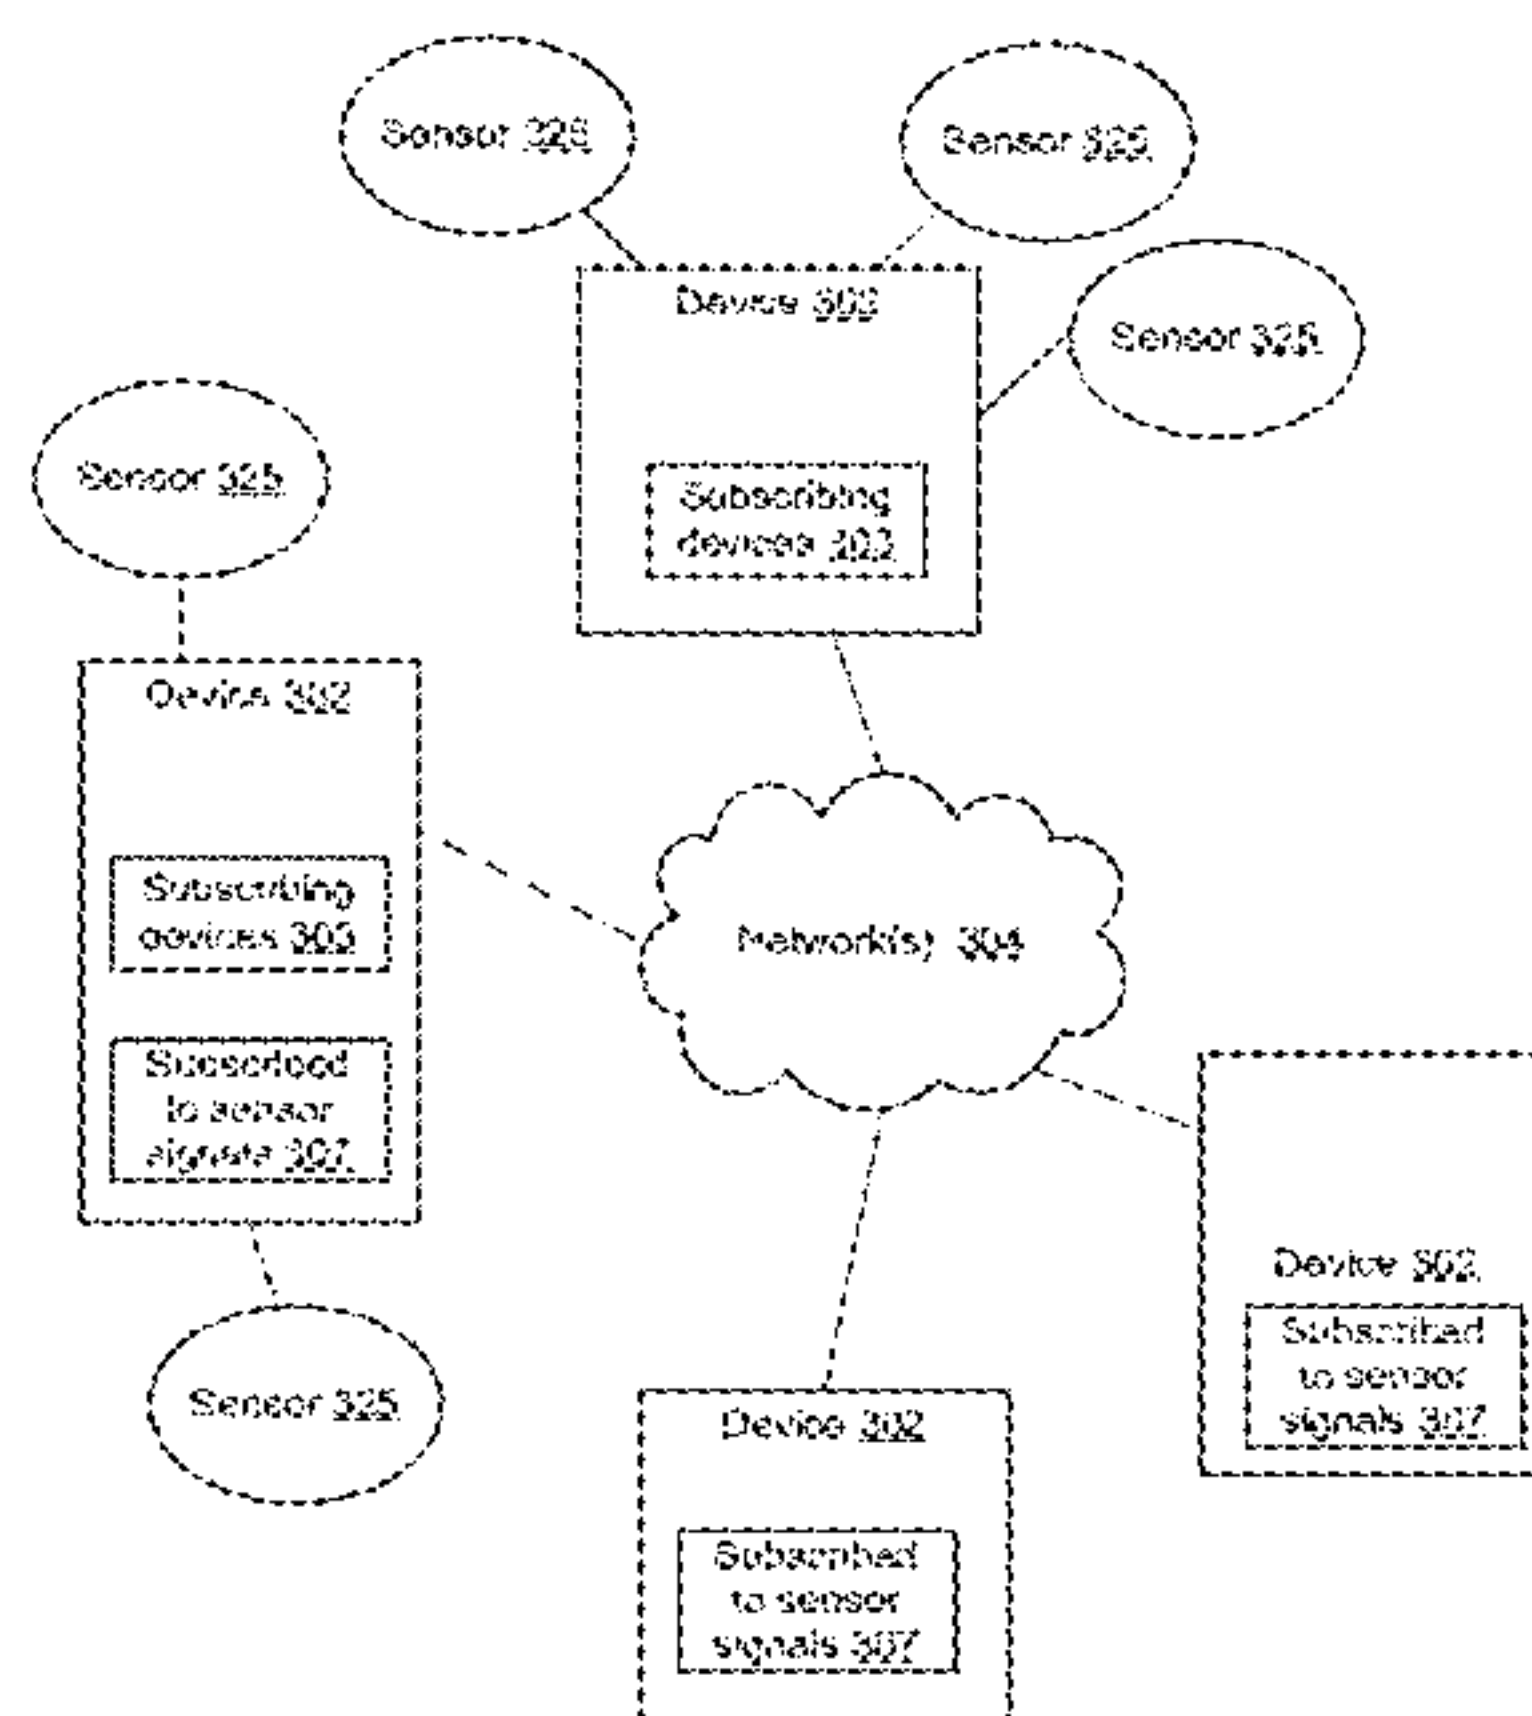 Sensor 325
Sensor 325
Device 302
Sensor 325
Sensor 325
Subscribing
devices 303
Device 302
Subscribing
devices 303
Network(s) 304
Subscribed
to sensor
signals 307
Device 302
Subscribed
to sensor
signals 307
Sensor 325
Device 302
Subscribed
to sensor
signals 307